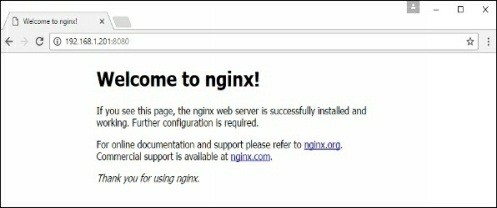 Welcome to nginx!
192.168.1.201:8080
Welcome to nginx!
If you see this page, the nginx web server is successfully installed and
working. Further configuration is required.
For online documentation and support please refer to nginx.org.
Commercial support is available at nginx.com.
Thank you for using nginx.